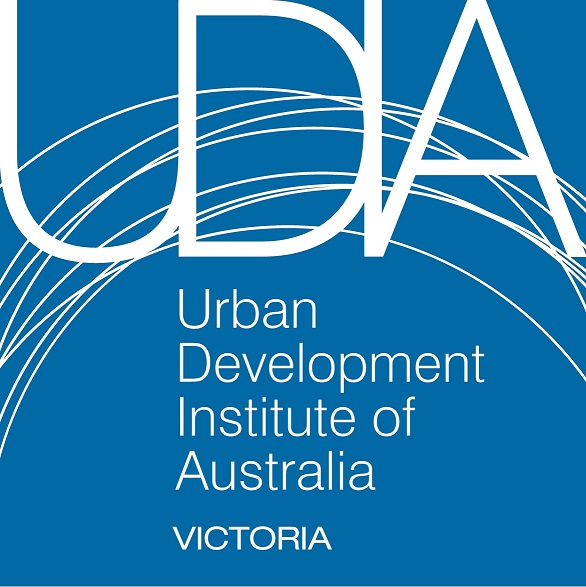 UDIA
Urban
Development
Institute of
Australia
VICTORIA